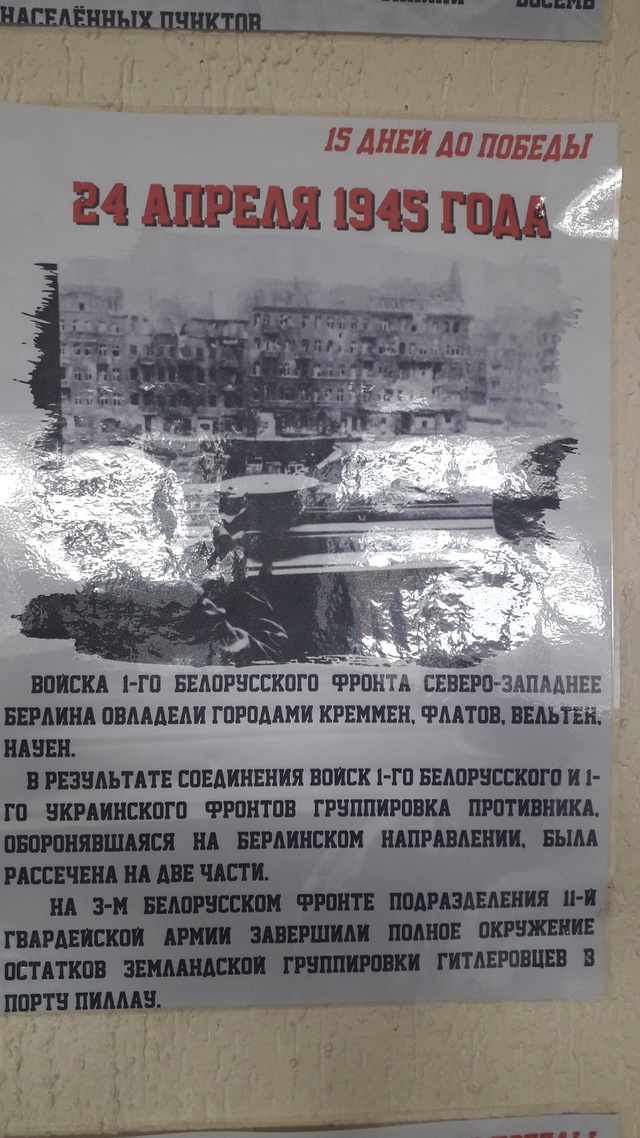 ВОСЕМЬ
НАСЕЛЁННЫХ ПУНКТОВ
15 ДНЕЙ ДО ПОБЕДЫ
24 АПРЕЛЯ 1945 ГОДА
ВОЙСКА 1-ГО БЕЛОРУССКОГО ФРОНТА СЕВЕРО-ЗАПАДНЕЕ
БЕРЛИНА ОВЛАДЕЛИ ГОРОДАМИ КРЕММЕН, ФЛАТОВ, ВЕЛЬТЕН,
НАУЕН.
В РЕЗУЛЬТАТЕ СОЕДИНЕНИЯ ВОЙСК 1-ГО БЕЛОРУССКОГО И 1-
ГО УКРАИНСКОГО ФРОНТОВ ГРУППИРОВКА ПРОТИВНИКА,
ОБОРОНЯВШАЯСЯ НА БЕРЛИНСКОМ НАПРАВЛЕНИИ, БЫЛА
РАССЕЧЕНА НА ДВЕ ЧАСТИ.
НА 3-М БЕЛОРУССКОМ ФРОНТЕ ПОДРАЗДЕЛЕНИЯ 11-Й
ГВАРДЕЙСКОЙ АРМИИ ЗАВЕРШИЛИ ПОЛНОЕ ОКРУЖЕНИЕ
ОСТАТКОВ ЗЕМЛАНДСКОЙ ГРУППИРОВКИ ГИТЛЕРОВЦЕВ В
ПОРТУ ПИЛЛАУ.